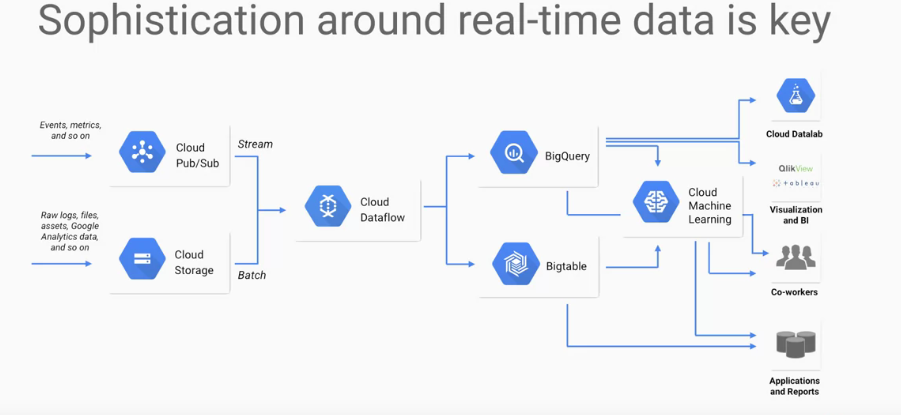 Sophistication around real-time data is key
Events, metrics,
and so on
Cloud
Pub/Sub
Stream
Raw logs, files,
assets, Google
Analytics data,
and so on
Cloud
Storage
Batch
Cloud
Dataflow
BigQuery
Bigtable
Cloud
Machine
Learning
Cloud Datalab
QlikView
+ a b l e a u
Visualization
and BI
Co-workers
Applications
and Reports